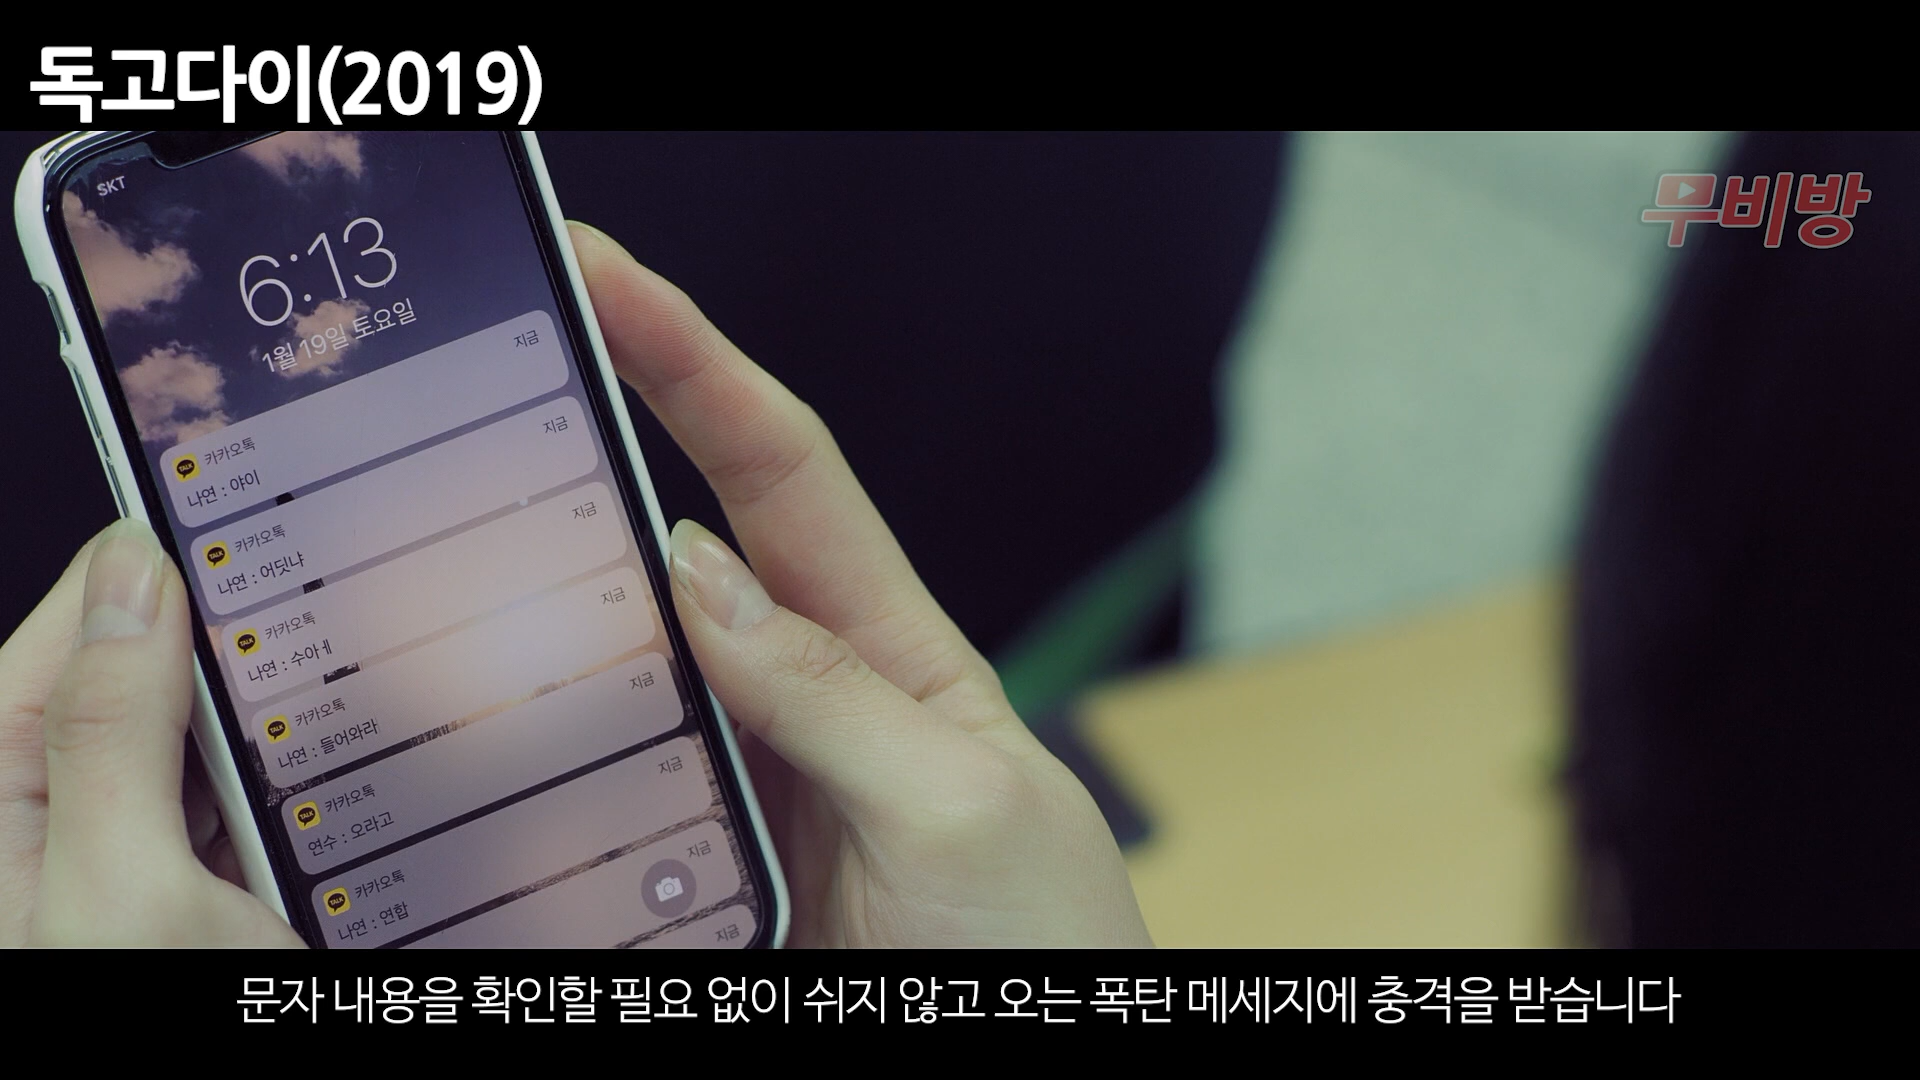 독고다이(2019)
무비방
SKT
6:13
1월 19일 토요일
카카오톡 지금
나연 : 야이
카카오톡 지금
나연 : 어딧냐
카카오톡 지금
나연 : 수아ㅔ
카카오톡 지금
나연 : 들어와라
카카오톡 지금
연수 : 오라고
카카오톡 지금
나연 : 연합
지금
문자 내용을 확인할 필요 없이 쉬지 않고 오는 폭탄 메세지에 충격을 받습니다